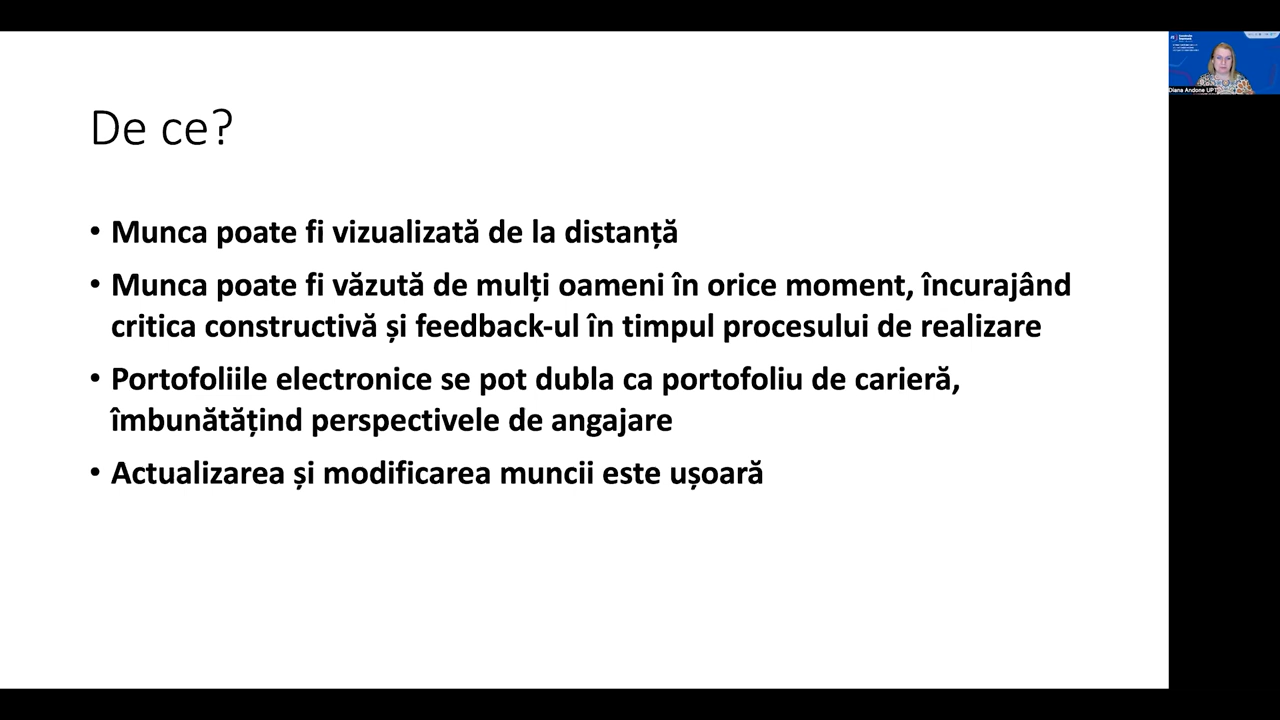 De ce?
• Munca poate fi vizualizată de la distanță
• Munca poate fi văzută de mulți oameni în orice moment, încurajând
critica constructivă și feedback-ul în timpul procesului de realizare
• Portofoliile electronice se pot dubla ca portofoliu de carieră,
îmbunătățind perspectivele de angajare
• Actualizarea și modificarea muncii este ușoară
Diana Andone UPT